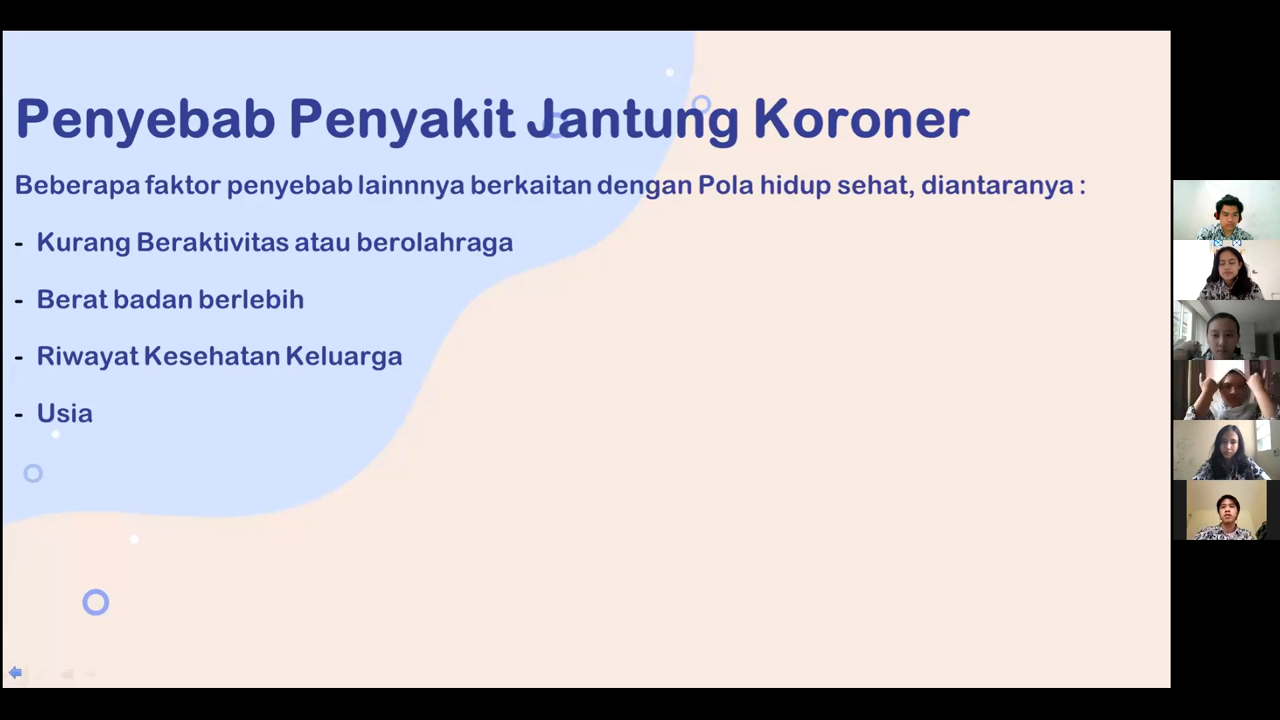 Penyebab Penyakit Jantung Koroner
Beberapa faktor penyebab lainnnya berkaitan dengan Pola hidup sehat, diantaranya :
- Kurang Beraktivitas atau berolahraga
- Berat badan berlebih
- Riwayat Kesehatan Keluarga
- Usia